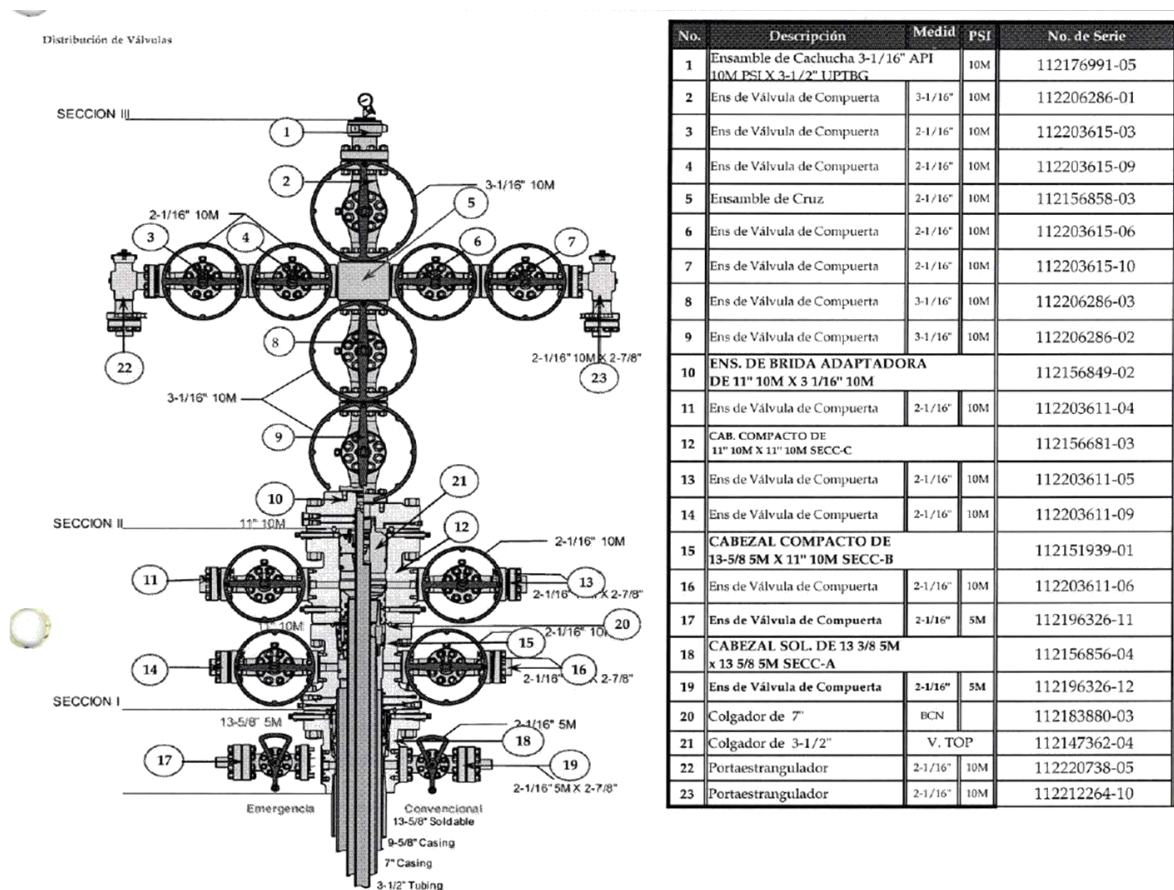 Distribución de Válvulas
SECCION III
1
2
3-1/16" 10M
5
2-1/16" 10M
3
4
6
7
8
22
2-1/16" 10M X 2-7/8"
23
3-1/16" 10M
9
10
21
SECCION II
11" 10M
12
2-1/16" 10M
11
13
2-1/16" X 2-7/8"
11" 10M
20
2-1/16"
15
14
16
2-1/16" X 2-7/8"
SECCION I
13-5/8" 5M
2-1/16" 5M
18
17
19
2-1/16" 5M X 2-7/8"
Emergencia
Convencional
13-5/8" Soldable
9-5/8" Casing
7" Casing
3-1/2" Tubing
No. Descripción Medid PSI No. de Serie
1 Ensamble de Cachucha 3-1/16" API 10M 112176991-05
10M PSI X 3-1/2" UPTBG
2 Ens de Válvula de Compuerta 3-1/16" 10M 112206286-01
3 Ens de Válvula de Compuerta 2-1/16" 10M 112203615-03
4 Ens de Válvula de Compuerta 2-1/16" 10M 112203615-09
5 Ensamble de Cruz 2-1/16" 10M 112156858-03
6 Ens de Válvula de Compuerta 2-1/16" 10M 112203615-06
7 Ens de Válvula de Compuerta 2-1/16" 10M 112203615-10
8 Ens de Válvula de Compuerta 3-1/16" 10M 112206286-03
9 Ens de Válvula de Compuerta 3-1/16" 10M 112206286-02
10 ENS. DE BRIDA ADAPTADORA 112156849-02
DE 11" 10M X 3 1/16" 10M
11 Ens de Válvula de Compuerta 2-1/16" 10M 112203611-04
12 CAB. COMPACTO DE 112156681-03
11" 10M X 11" 10M SECC-C
13 Ens de Válvula de Compuerta 2-1/16" 10M 112203611-05
14 Ens de Válvula de Compuerta 2-1/16" 10M 112203611-09
15 CABEZAL COMPACTO DE 112151939-01
13-5/8 5M X 11" 10M SECC-B
16 Ens de Válvula de Compuerta 2-1/16" 10M 112203611-06
17 Ens de Válvula de Compuerta 2-1/16" 5M 112196326-11
18 CABEZAL SOL. DE 13 3/8 5M 112156856-04
x 13 5/8 5M SECC-A
19 Ens de Válvula de Compuerta 2-1/16" 5M 112196326-12
20 Colgador de 7" BCN 112183880-03
21 Colgador de 3-1/2" V. TOP 112147362-04
22 Portaestrangulador 2-1/16" 10M 112220738-05
23 Portaestrangulador 2-1/16" 10M 112212264-10